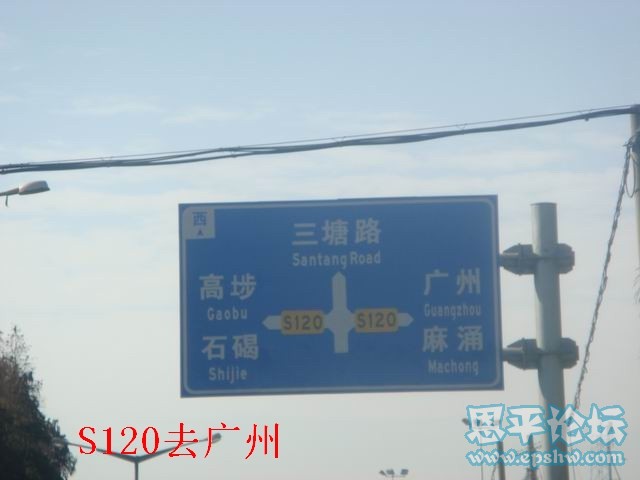 西
三塘路
Santang Road
高埗
Gaobu
广州
Guangzhou
S120
S120
石碣
Shijie
麻涌
Machong
S120去广州
思平论坛
www.epshw.com